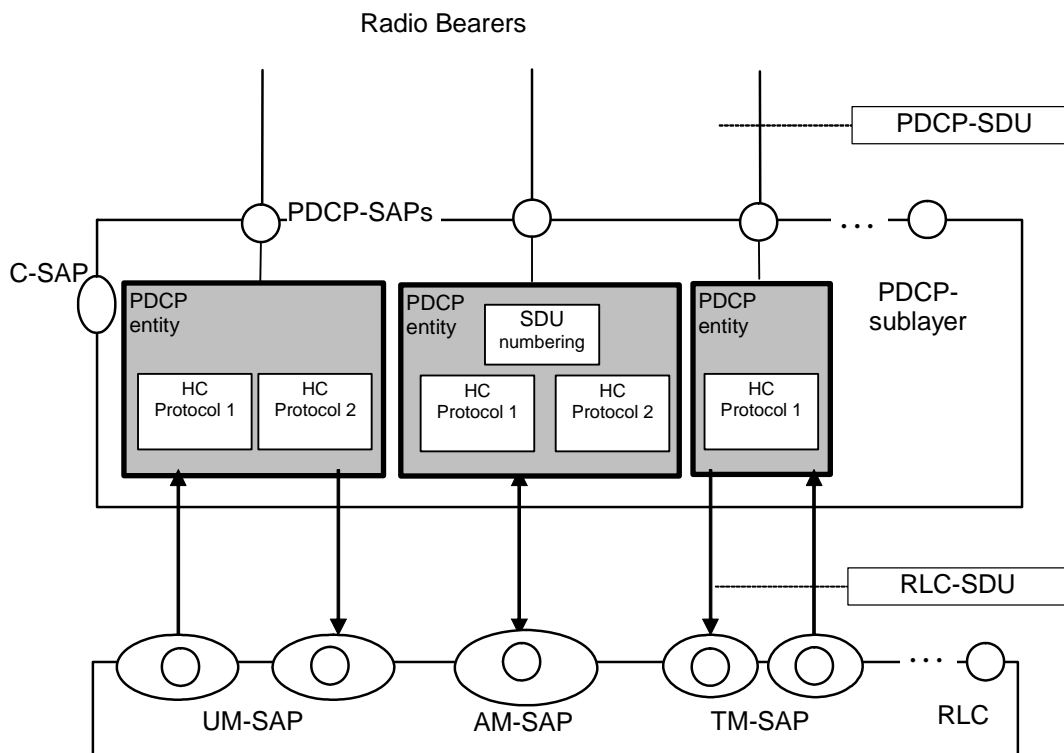 Radio Bearers
PDCP-SDU
PDCP-SAPs
...
C-SAP
PDCP
entity
HC
Protocol 1
HC
Protocol 2
PDCP
entity
SDU
numbering
HC
Protocol 1
HC
Protocol 2
PDCP
entity
HC
Protocol 1
PDCP-
sublayer
RLC-SDU
...
UM-SAP
AM-SAP
TM-SAP
RLC